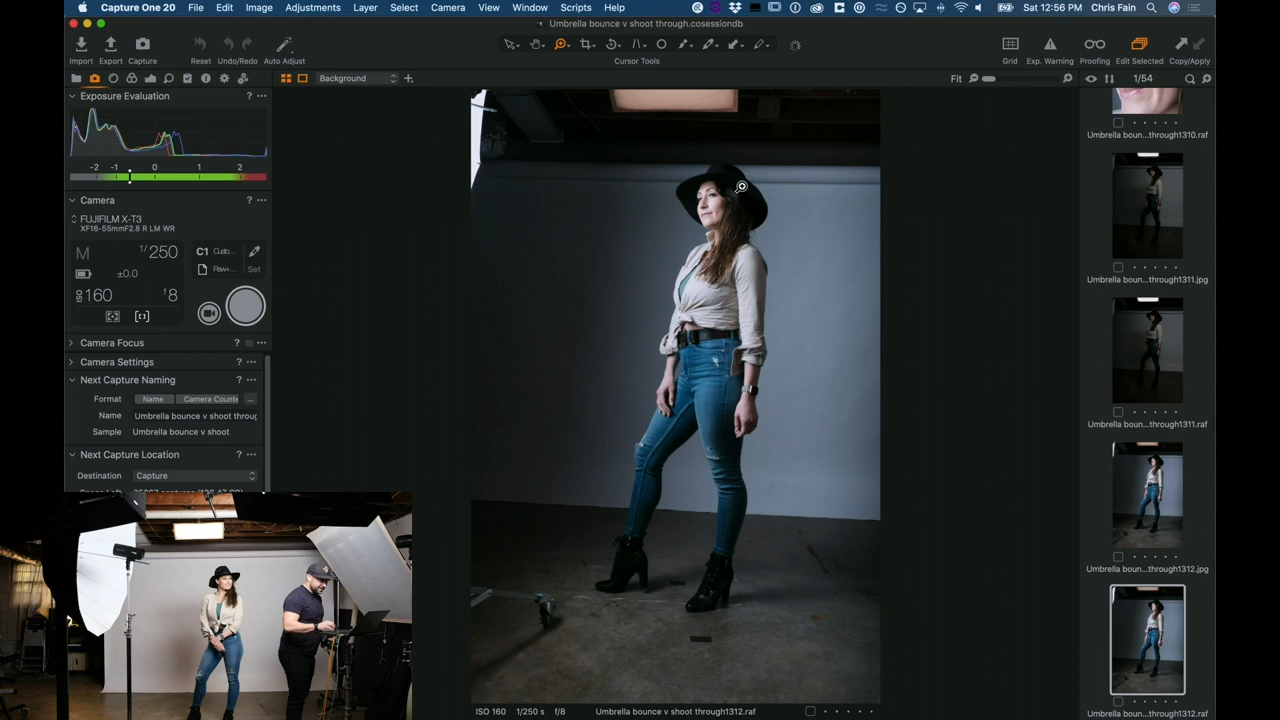 Capture One 20 File Edit Image Adjustments Layer Select Camera View Window Scripts Help Sat 12:56 PM Chris Fain
Umbrella bounce v shoot through.cosessiondb
Import Export Capture Reset Undo/Redo Auto Adjust Cursor Tools Grid Exp. Warning Proofing Edit Selected Copy/Apply
Background Fit 1/54
Exposure Evaluation ? ...
-2 -1 0 1 2
Camera ? ...
FUJIFILM X-T3
XF16-55mmF2.8 R LM WR
M 1/250 C1 Custo...
±0.0 Raw+... Set
ISO 160 f8
Camera Focus ? ...
Camera Settings ? ...
Next Capture Naming ? ...
Format Name Camera Counte ...
Name Umbrella bounce v shoot throug
Sample Umbrella bounce v shoot
Next Capture Location ? ...
Destination Capture
ISO 160 1/250 s f/8 Umbrella bounce v shoot through1312.raf
Umbrella boun...through1310.raf
Umbrella boun...through1311.jpg
Umbrella boun...through1311.raf
Umbrella boun...through1312.jpg
Umbrella boun...through1312.raf